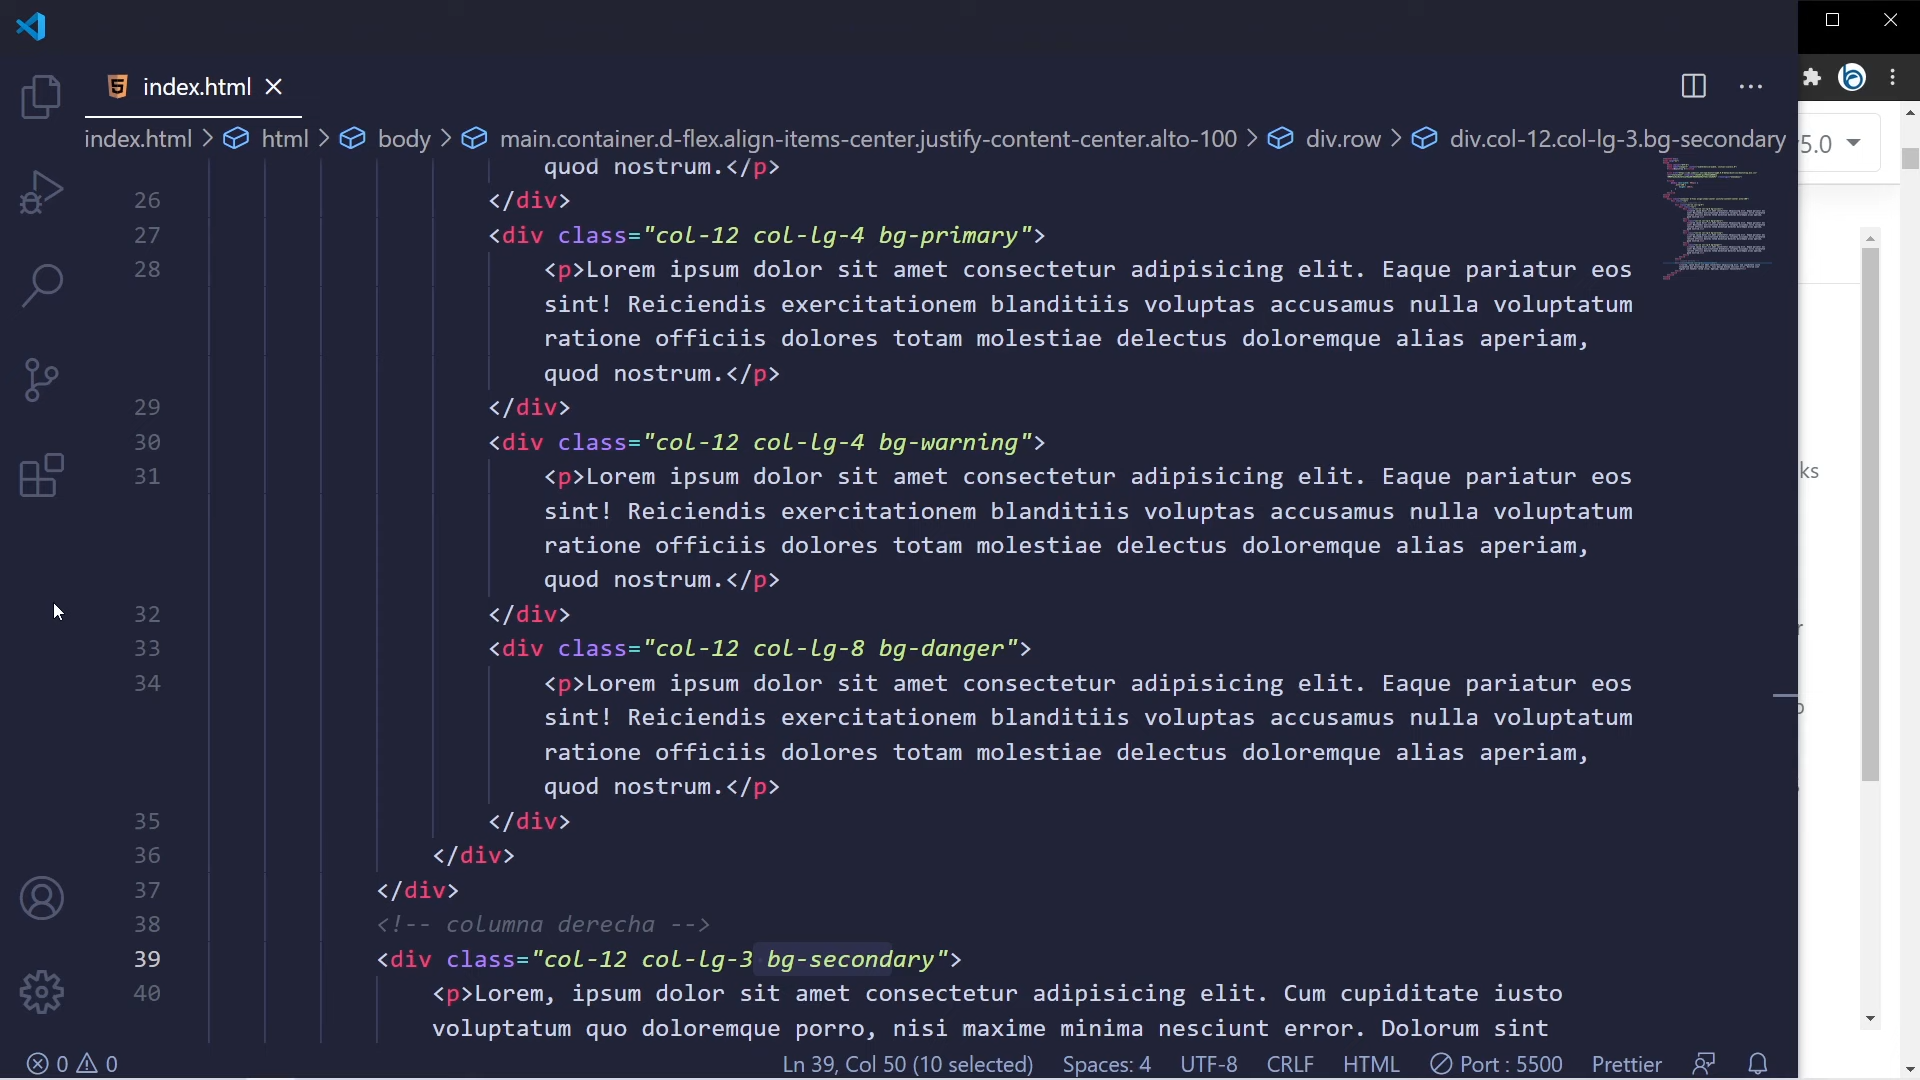 index.html
index.html > html > body > main.container.d-flex.align-items-center.justify-content-center.alto-100 > div.row > div.col-12.col-lg-3.bg-secondary
5.0
quod nostrum.</p>
26 </div>
27 <div class="col-12 col-lg-4 bg-primary">
28 <p>Lorem ipsum dolor sit amet consectetur adipisicing elit. Eaque pariatur eos
sint! Reiciendis exercitationem blanditiis voluptas accusamus nulla voluptatum
ratione officiis dolores totam molestiae delectus doloremque alias aperiam,
quod nostrum.</p>
29 </div>
30 <div class="col-12 col-lg-4 bg-warning">
31 <p>Lorem ipsum dolor sit amet consectetur adipisicing elit. Eaque pariatur eos
ks
sint! Reiciendis exercitationem blanditiis voluptas accusamus nulla voluptatum
ratione officiis dolores totam molestiae delectus doloremque alias aperiam,
quod nostrum.</p>
32 </div>
33 <div class="col-12 col-lg-8 bg-danger">
34 <p>Lorem ipsum dolor sit amet consectetur adipisicing elit. Eaque pariatur eos
sint! Reiciendis exercitationem blanditiis voluptas accusamus nulla voluptatum
ratione officiis dolores totam molestiae delectus doloremque alias aperiam,
quod nostrum.</p>
35 </div>
36 </div>
37 </div>
38 <!-- columna derecha -->
39 <div class="col-12 col-lg-3 bg-secondary">
40 <p>Lorem, ipsum dolor sit amet consectetur adipisicing elit. Cum cupiditate iusto
voluptatum quo doloremque porro, nisi maxime minima nesciunt error. Dolorum sint
0 0 Ln 39, Col 50 (10 selected) Spaces: 4 UTF-8 CRLF HTML Port : 5500 Prettier